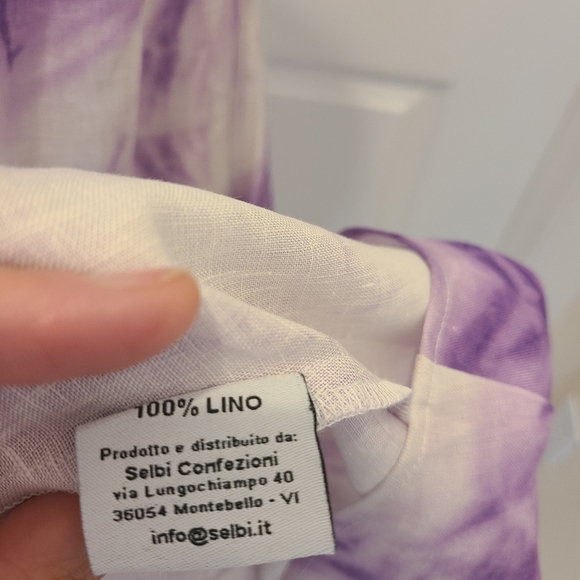 100% LINO
Prodotto e distribuito da:
Selbi Confezioni
via Lungochiampo 40
36054 Montebello - VI
info@selbi.it